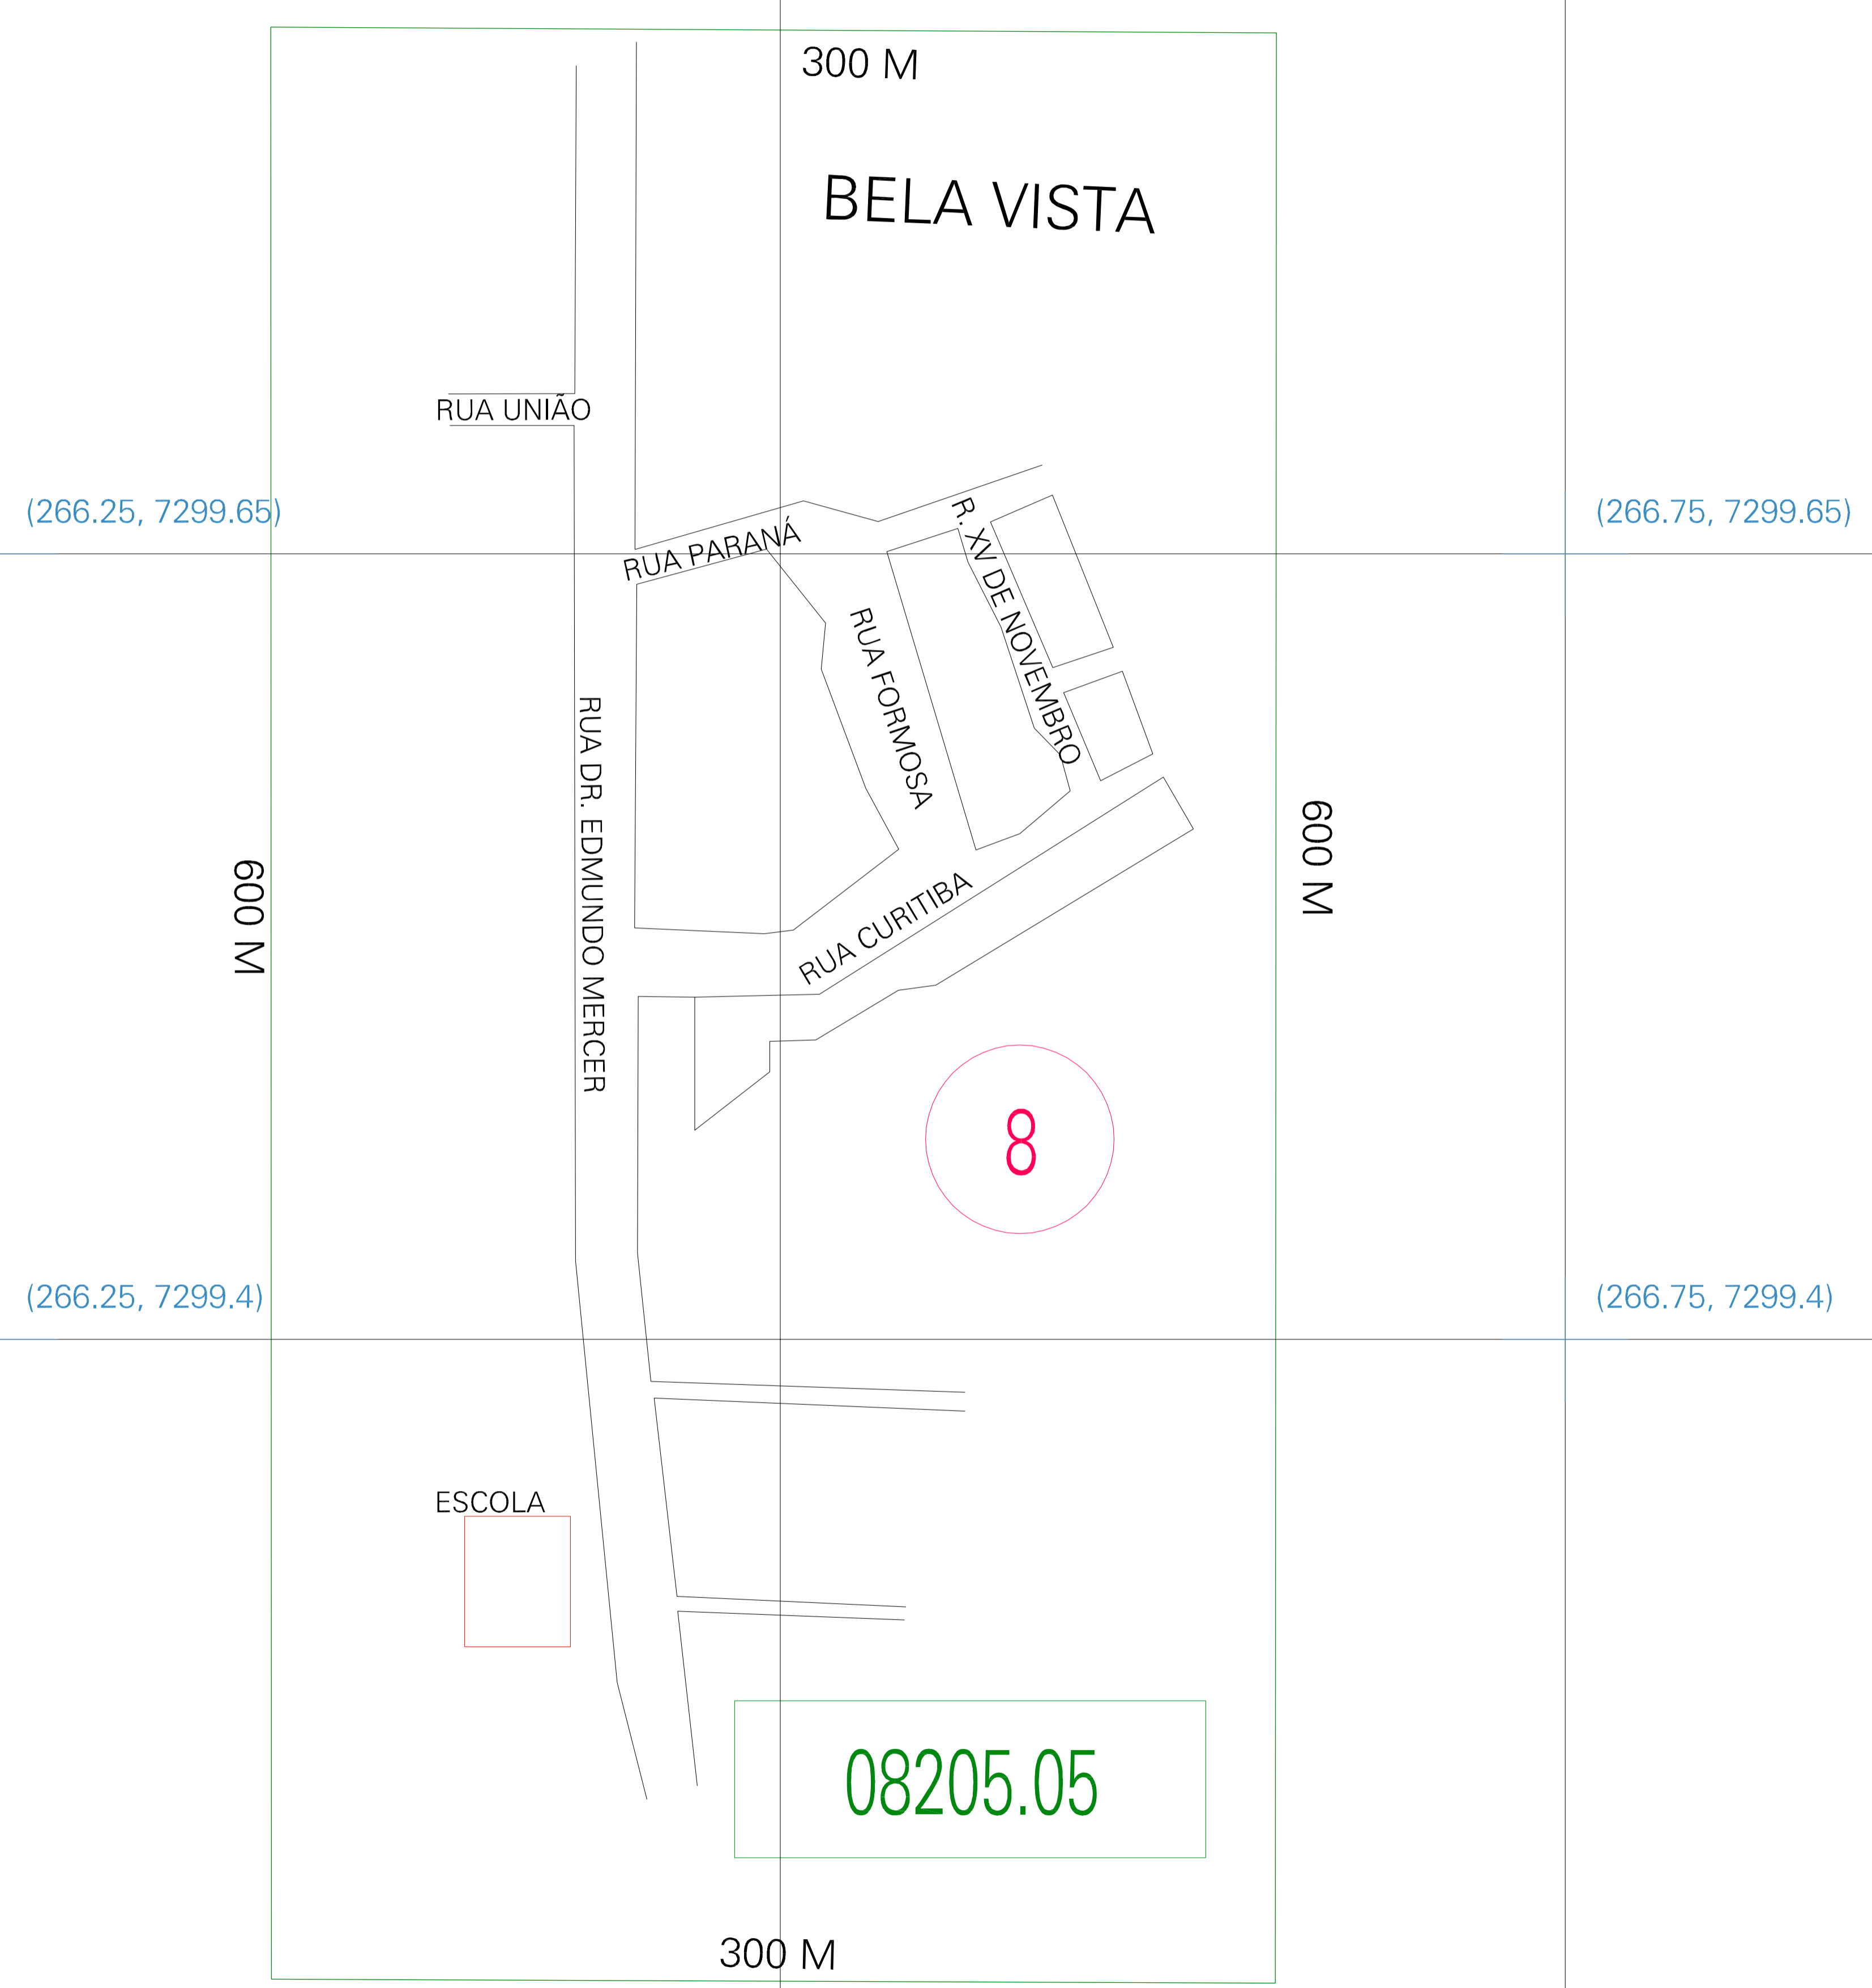 300 M
BELA VISTA
RUA UNIÃO
(266.25, 7299.65)
(266.75, 7299.65)
RUA PARANÁ
R. XV DE NOVEMBRO
RUA FORMOSA
RUA DR. EDMUNDO MERCER
600 M
600 M
RUA CURITIBA
8
(266.25, 7299.4)
(266.75, 7299.4)
ESCOLA
08205.05
300 M